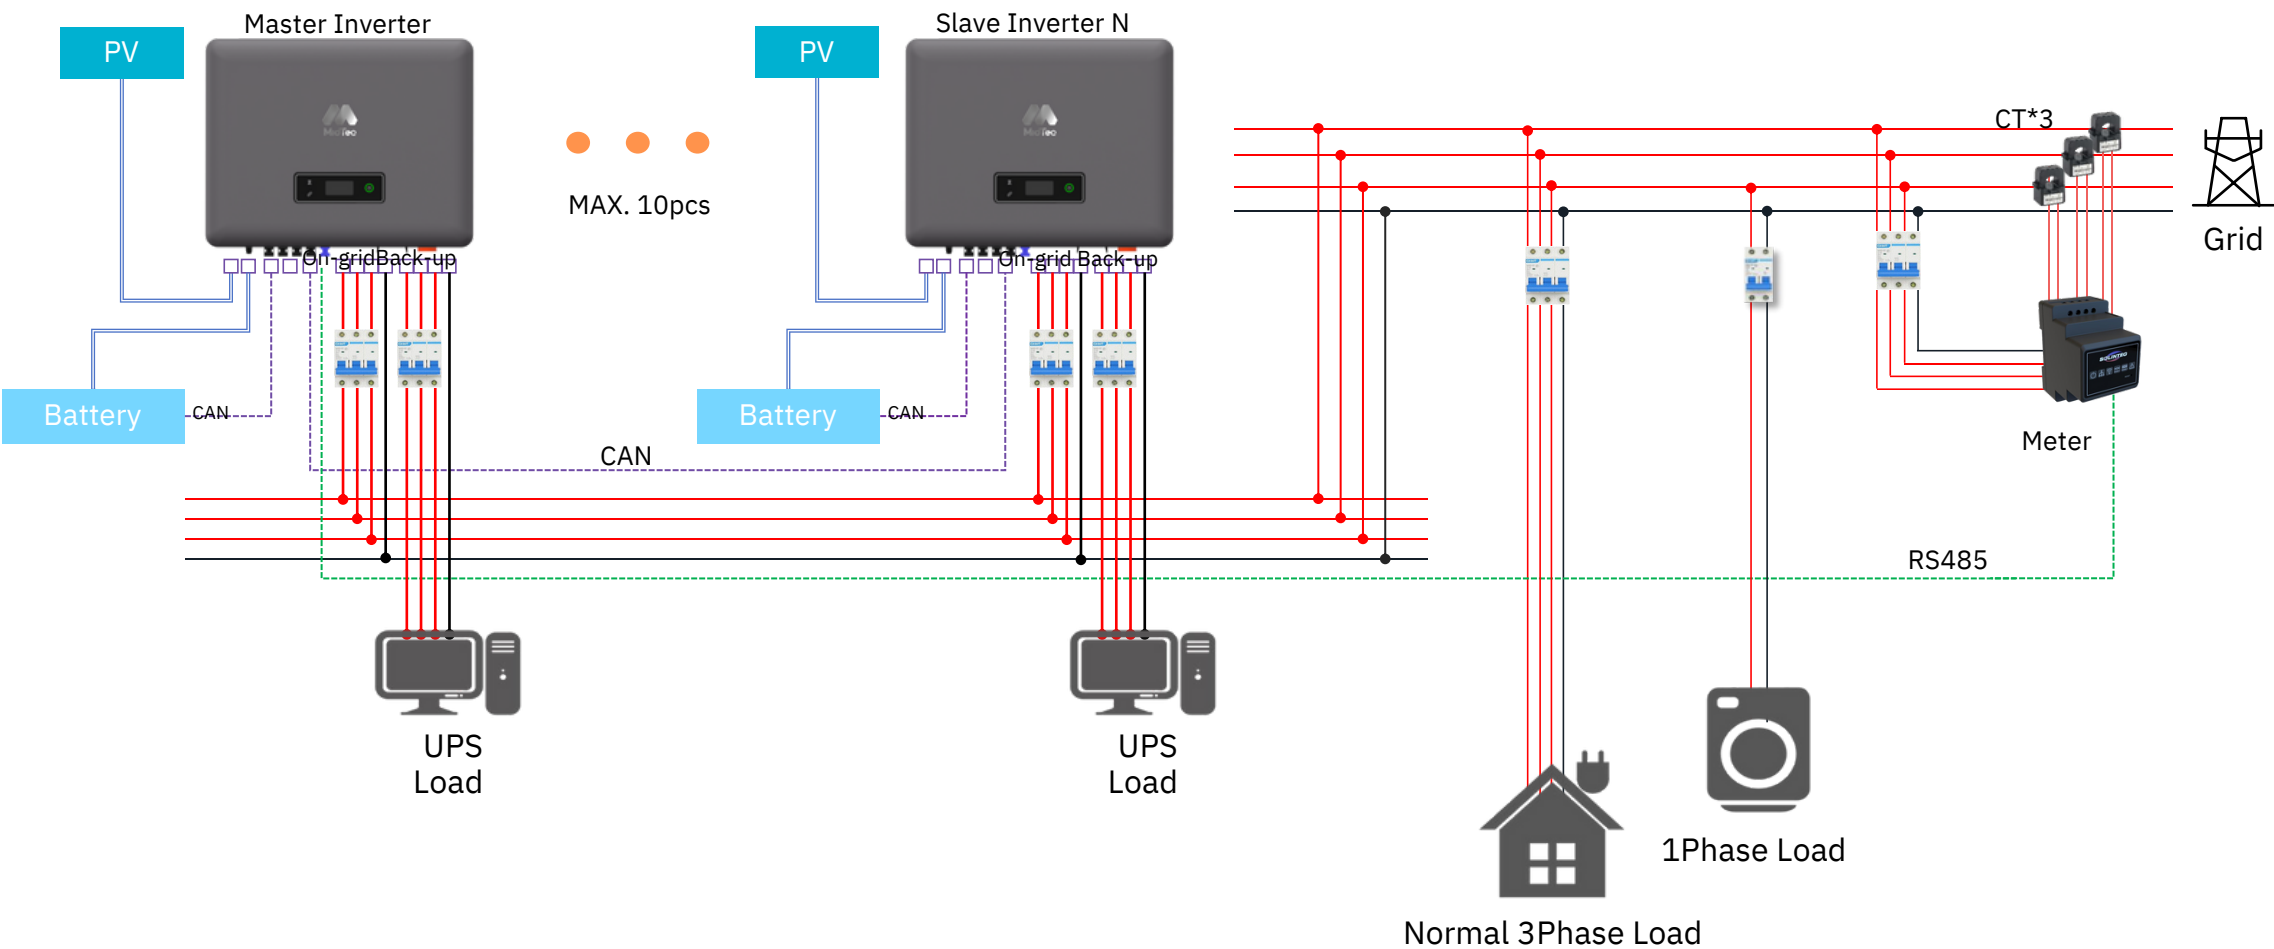 Master Inverter
Slave Inverter N
PV
PV
MAX. 10pcs
CT*3
Grid
On-grid Back-up
On-grid Back-up
Battery
CAN
Battery
CAN
CAN
SOLINTEG
Meter
RS485
UPS
Load
UPS
Load
1Phase Load
Normal 3Phase Load